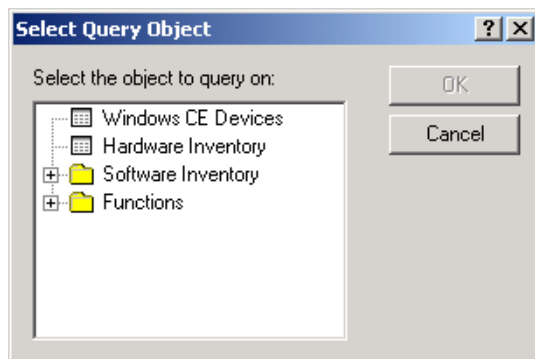 Select Query Object
Select the object to query on:
OK
Windows CE Devices
Cancel
Hardware Inventory
Software Inventory
Functions